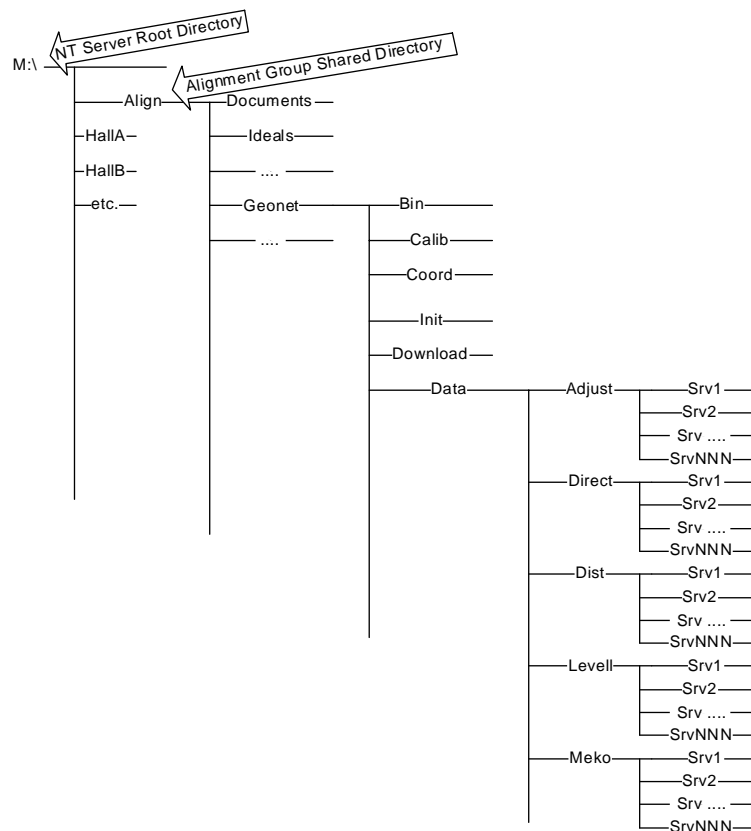 NT Server Root Directory
M:\
Alignment Group Shared Directory
Align Documents
HallA Ideals
HallB ....
etc. Geonet Bin
.... Calib
Coord
Init
Download
Data Adjust Srv1
Srv2
Srv ....
SrvNNN
Direct Srv1
Srv2
Srv ....
SrvNNN
Dist Srv1
Srv2
Srv ....
SrvNNN
Levell Srv1
Srv2
Srv ....
SrvNNN
Meko Srv1
Srv2
Srv ....
SrvNNN